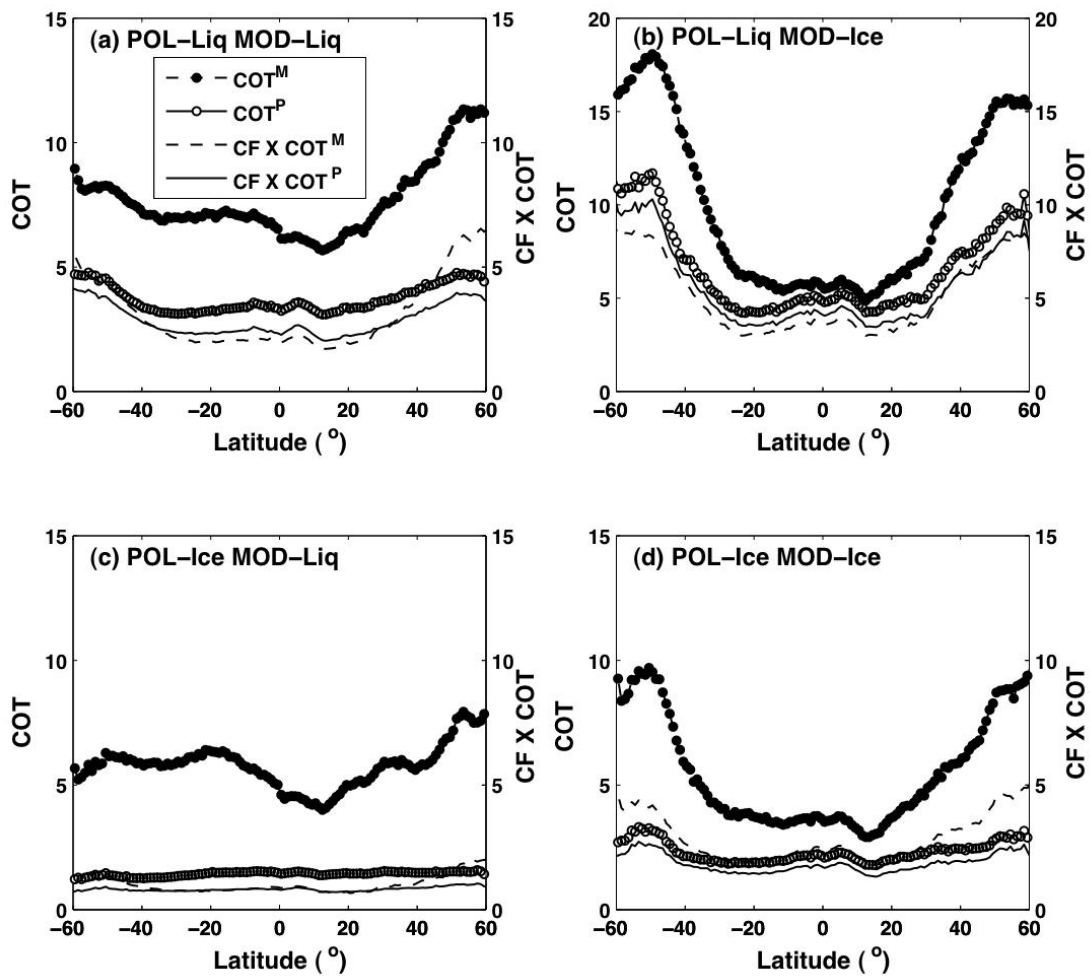 (a) POL–Liq MOD–Liq
COT^M
COT^P
CF X COT^M
CF X COT^P
15
10
5
0
15
10
5
0
COT
CF X COT
−60 −40 −20 0 20 40 60
Latitude ( °)
(b) POL–Liq MOD–Ice
20
15
10
5
0
20
15
10
5
0
COT
CF X COT
−60 −40 −20 0 20 40 60
Latitude ( °)
(c) POL–Ice MOD–Liq
15
10
5
0
15
10
5
0
COT
CF X COT
−60 −40 −20 0 20 40 60
Latitude ( °)
(d) POL–Ice MOD–Ice
15
10
5
0
15
10
5
0
COT
CF X COT
−60 −40 −20 0 20 40 60
Latitude ( °)